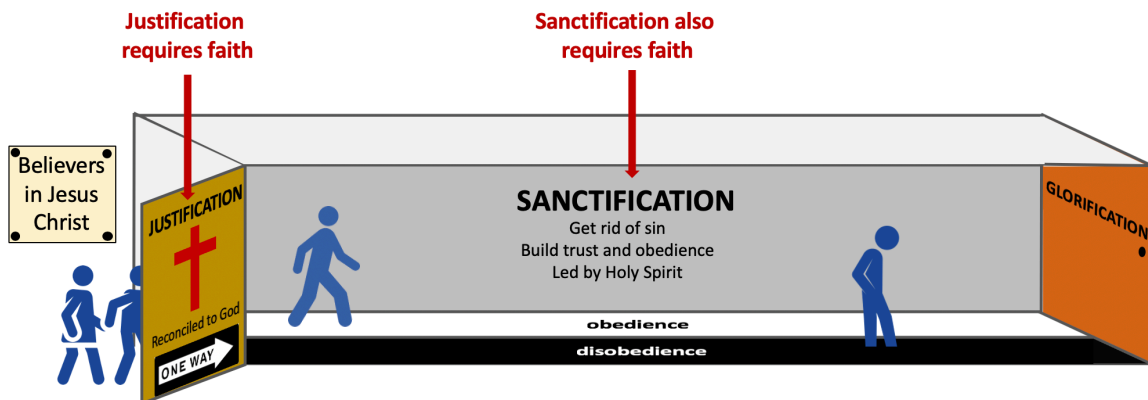 Justification
requires faith
Sanctification also
requires faith
Believers
in Jesus
Christ
JUSTIFICATION
Reconciled to God
ONE WAY
SANCTIFICATION
Get rid of sin
Build trust and obedience
Led by Holy Spirit
obedience
disobedience
GLORIFICATION